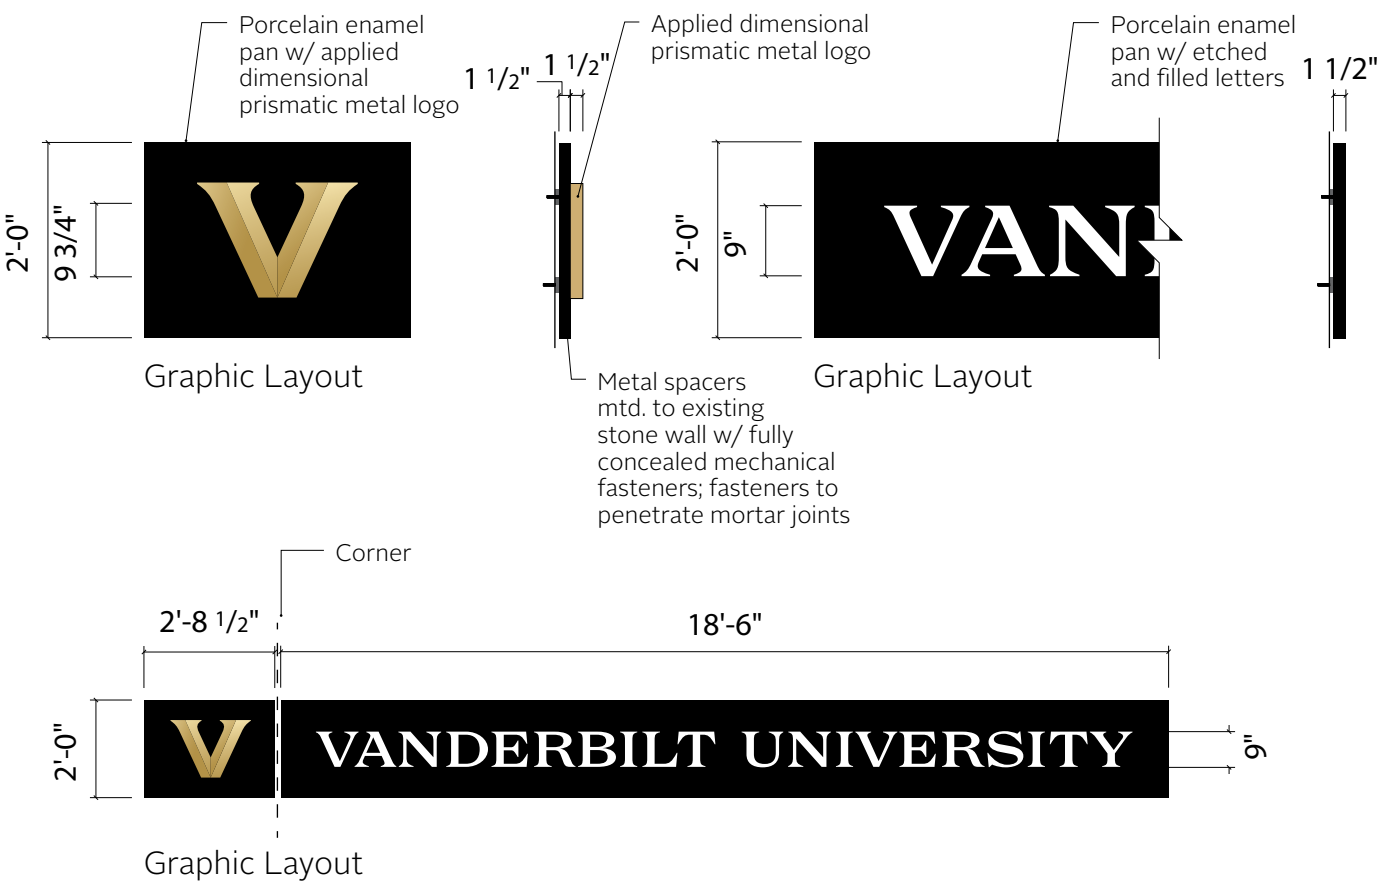 Porcelain enamel
pan w/ applied
dimensional
prismatic metal logo
1 1/2"
1 1/2"
Applied dimensional
prismatic metal logo
Porcelain enamel
pan w/ etched
and filled letters
1 1/2"
2'-0"
9 3/4"
V
2'-0"
9"
VAN
Graphic Layout
Graphic Layout
Metal spacers
mtd. to existing
stone wall w/ fully
concealed mechanical
fasteners; fasteners to
penetrate mortar joints
Corner
2'-8 1/2"
18'-6"
2'-0"
V
VANDERBILT UNIVERSITY
9"
Graphic Layout